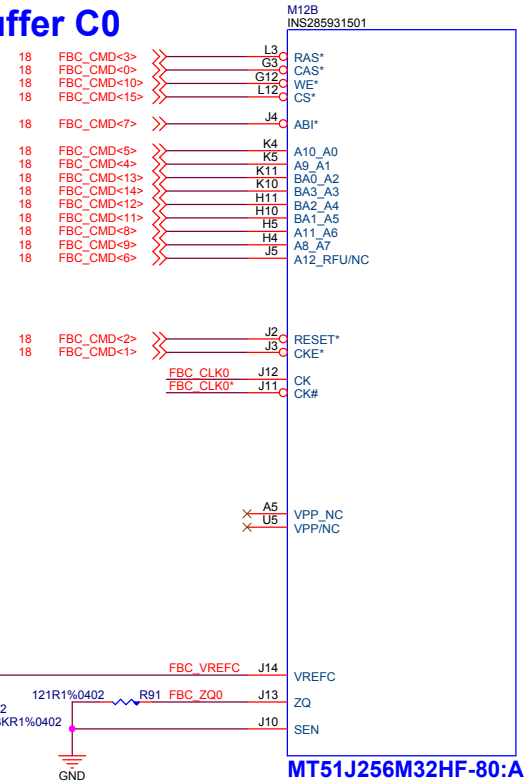 uffer C0
M12B
INS285931501
18 FBC_CMD<3> L3 RAS*
18 FBC_CMD<0> G3 CAS*
18 FBC_CMD<10> G12 WE*
18 FBC_CMD<15> L12 CS*
18 FBC_CMD<7> J4 ABI*
18 FBC_CMD<5> K4 A10_A0
18 FBC_CMD<4> K5 A9_A1
18 FBC_CMD<13> K11 BA0_A2
18 FBC_CMD<14> K10 BA3_A3
18 FBC_CMD<12> H11 BA2_A4
18 FBC_CMD<11> H10 BA1_A5
18 FBC_CMD<8> H5 A11_A6
18 FBC_CMD<9> H4 A8_A7
18 FBC_CMD<6> J5 A12_RFU/NC
18 FBC_CMD<2> J2 RESET*
18 FBC_CMD<1> J3 CKE*
FBC_CLK0 J12 CK
FBC_CLK0* J11 CK#
A5 VPP_NC
U5 VPP/NC
FBC_VREFC J14 VREFC
121R1%0402 R91 FBC_ZQ0 J13 ZQ
2
KR1%0402 J10 SEN
GND
MT51J256M32HF-80:A